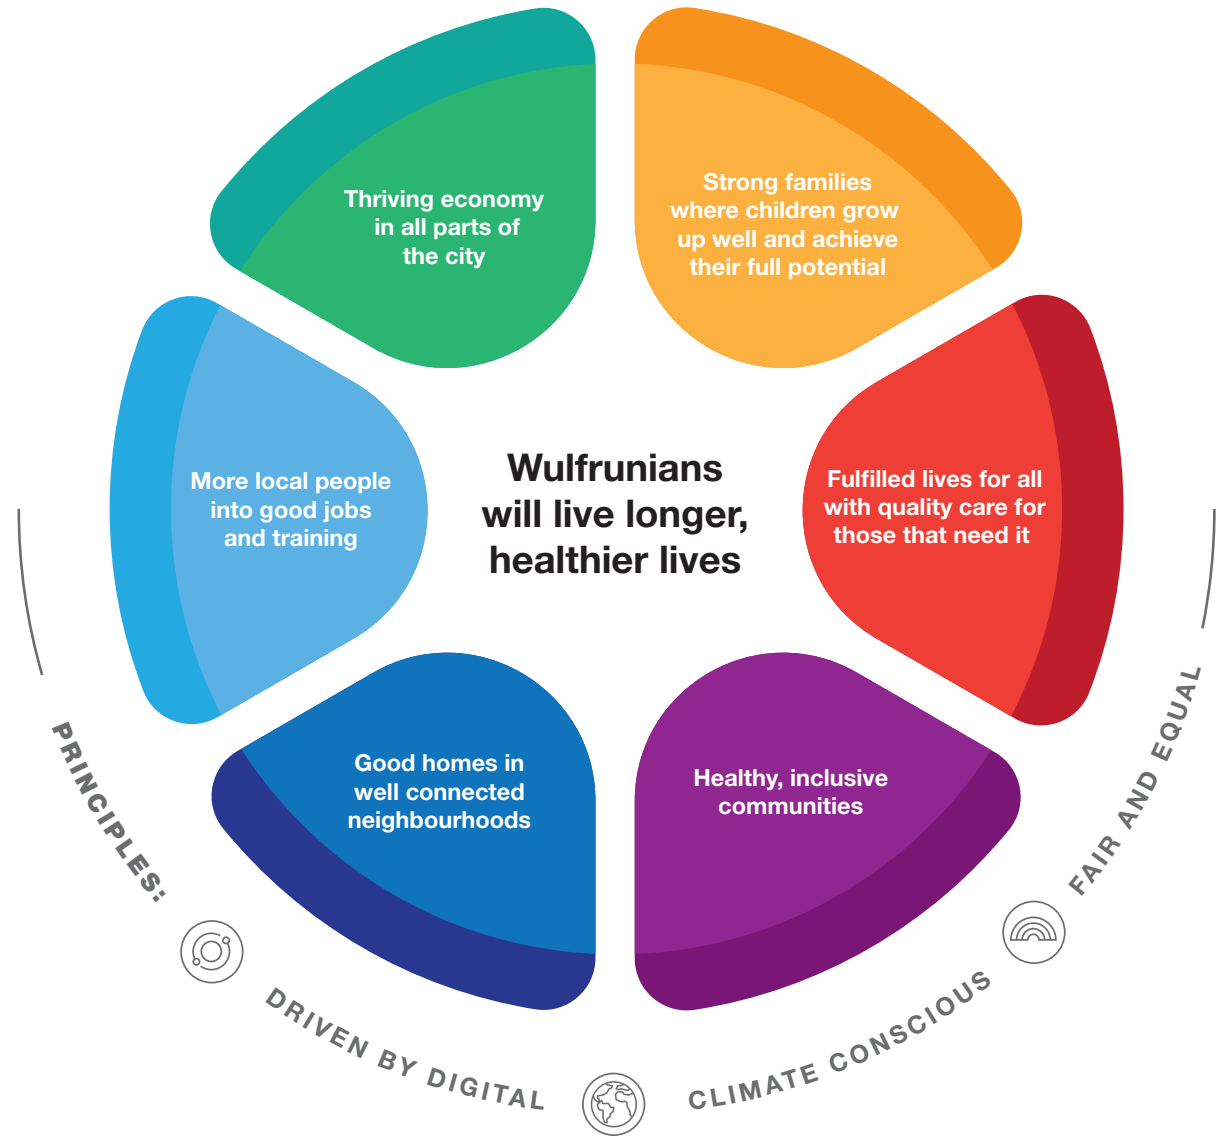 Thriving economy
in all parts of
the city
Strong families
where children grow
up well and achieve
their full potential
More local people
into good jobs
and training
Wulfrunians
will live longer,
healthier lives
Fulfilled lives for all
with quality care for
those that need it
Good homes in
well connected
neighbourhoods
Healthy, inclusive
communities
PRINCIPLES:
DRIVEN BY DIGITAL
CLIMATE CONSCIOUS
FAIR AND EQUAL